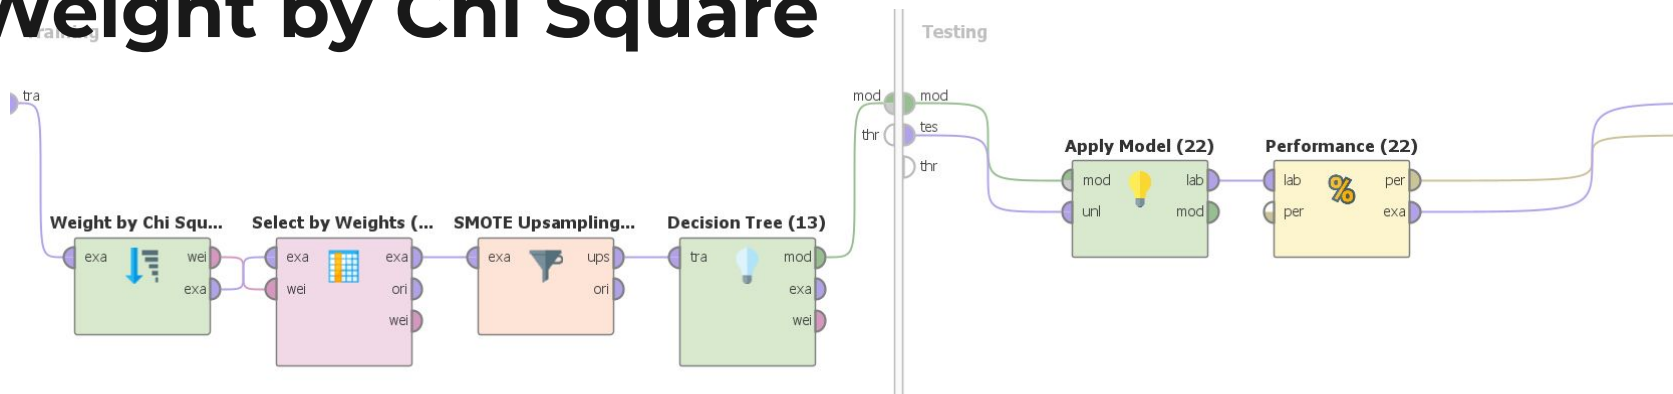 Weight by Chi Square
Training
Testing
tra
mod
thr
mod
tes
thr
Weight by Chi Squ...
exa
wei
exa
Select by Weights (...
exa
wei
exa
ori
wei
SMOTE Upsampling...
exa
ups
ori
Decision Tree (13)
tra
mod
exa
wei
Apply Model (22)
mod
unl
lab
mod
Performance (22)
%
lab
per
per
exa